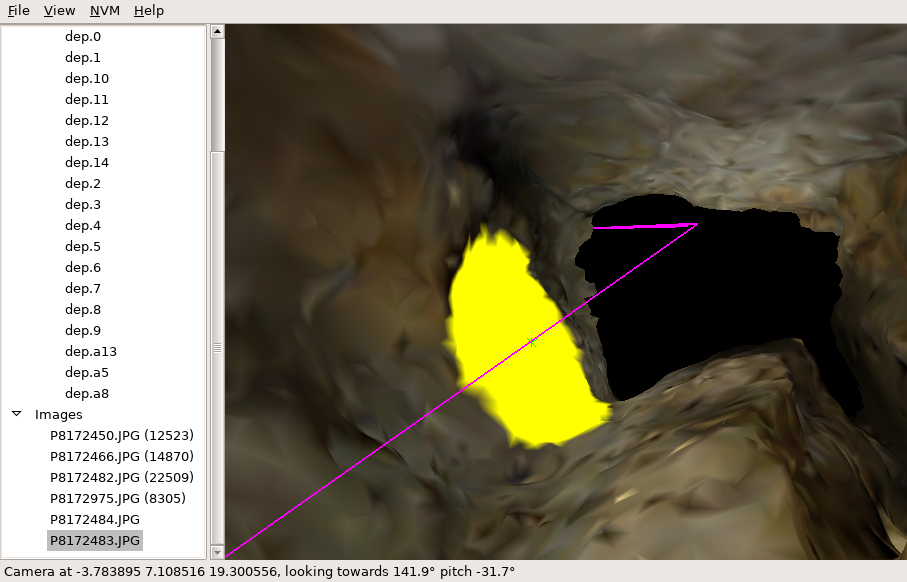 File View NVM Help
dep.0
dep.1
dep.10
dep.11
dep.12
dep.13
dep.14
dep.2
dep.3
dep.4
dep.5
dep.6
dep.7
dep.8
dep.9
dep.a13
dep.a5
dep.a8
Images
P8172450.JPG (12523)
P8172466.JPG (14870)
P8172482.JPG (22509)
P8172975.JPG (8305)
P8172484.JPG
P8172483.JPG
Camera at -3.783895 7.108516 19.300556, looking towards 141.9° pitch -31.7°